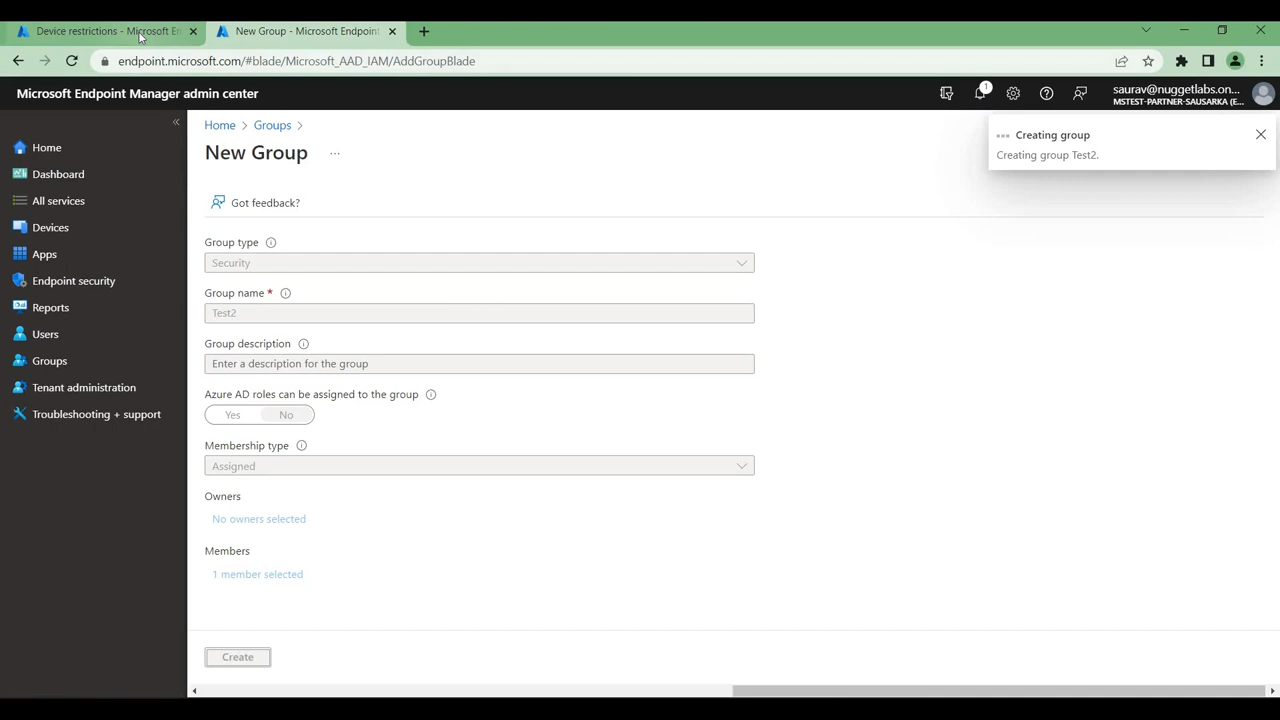 Device restrictions - Microsoft En
New Group - Microsoft Endpoint
endpoint.microsoft.com/#blade/Microsoft_AAD_IAM/AddGroupBlade
Microsoft Endpoint Manager admin center
1
saurav@nuggetlabs.on...
MSTEST-PARTNER-SAUSARKA (E...
Home
Dashboard
All services
Devices
Apps
Endpoint security
Reports
Users
Groups
Tenant administration
Troubleshooting + support
Home > Groups >
New Group ...
Got feedback?
Group type
Security
Group name *
Test2
Group description
Enter a description for the group
Azure AD roles can be assigned to the group
Yes No
Membership type
Assigned
Owners
No owners selected
Members
1 member selected
Create
Creating group
Creating group Test2.